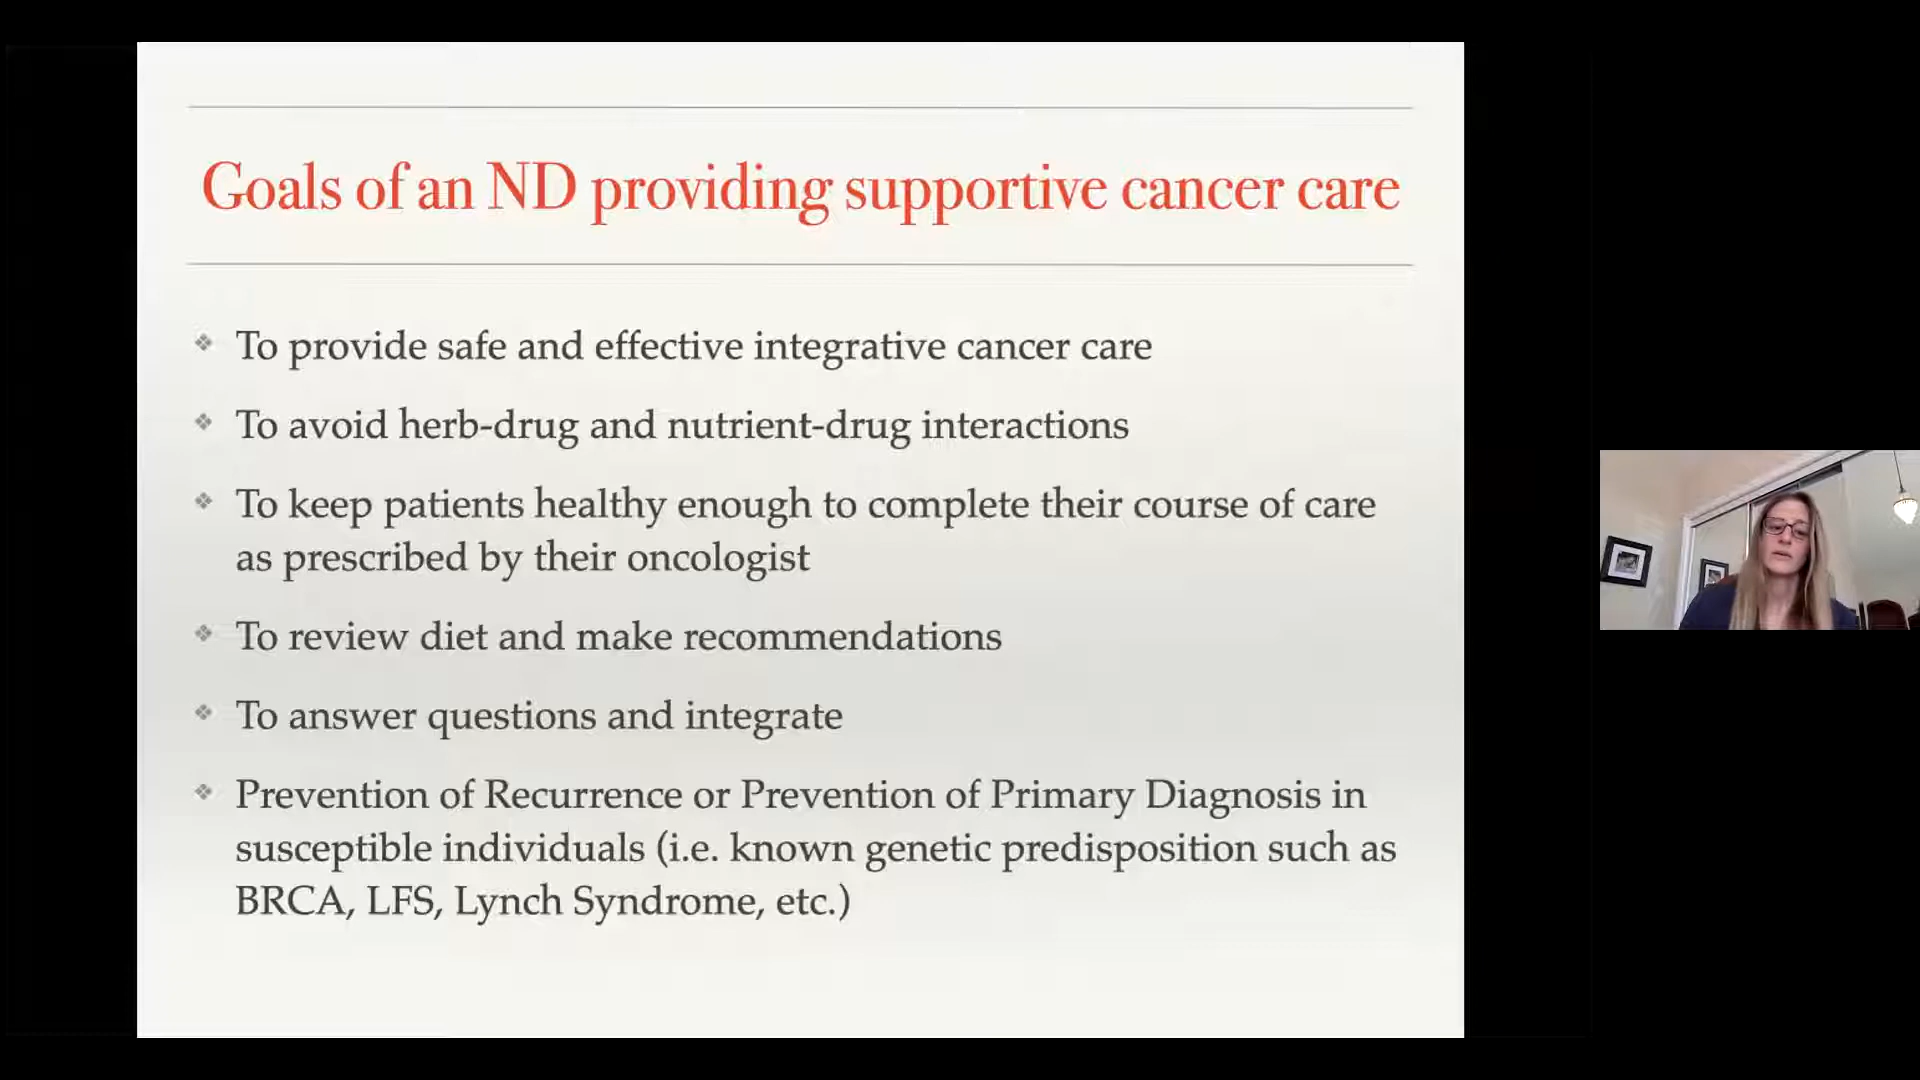 Goals of an ND providing supportive cancer care
To provide safe and effective integrative cancer care
To avoid herb-drug and nutrient-drug interactions
To keep patients healthy enough to complete their course of care
as prescribed by their oncologist
To review diet and make recommendations
To answer questions and integrate
Prevention of Recurrence or Prevention of Primary Diagnosis in
susceptible individuals (i.e. known genetic predisposition such as
BRCA, LFS, Lynch Syndrome, etc.)